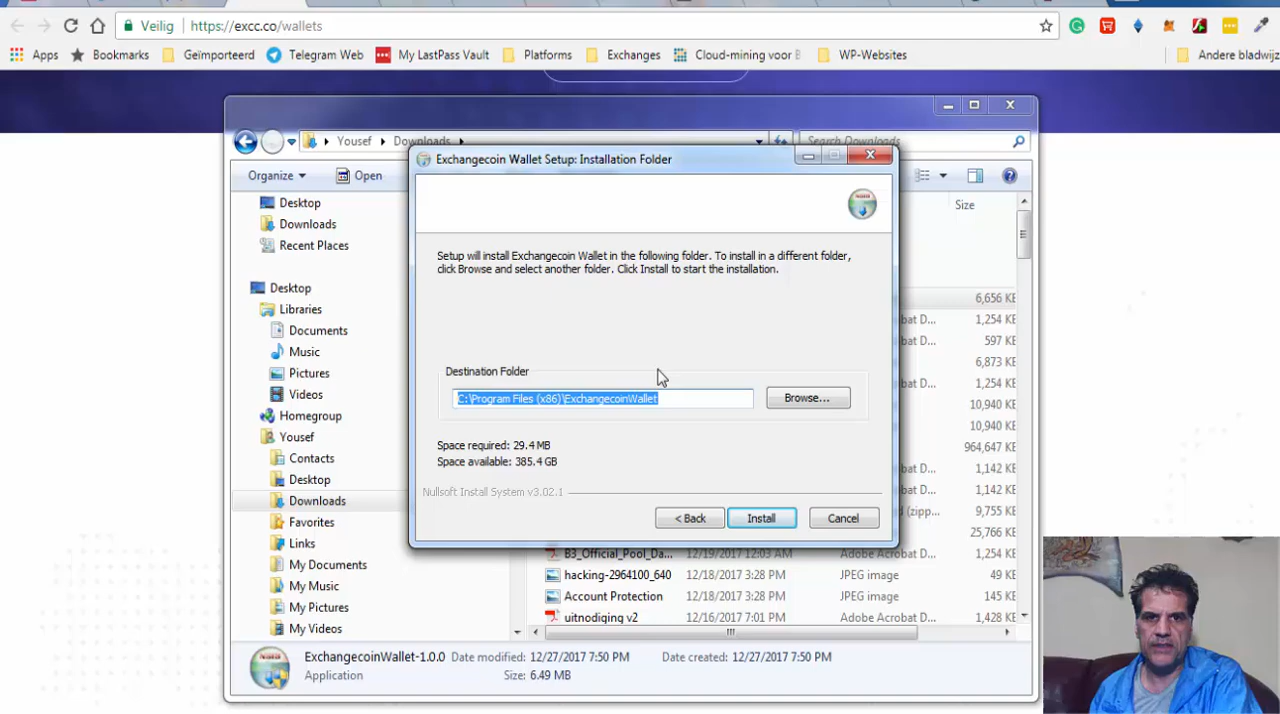 Veilig
https://excc.co/wallets
Apps
Bookmarks
Geïmporteerd
Telegram Web
My LastPass Vault
Platforms
Exchanges
Cloud-mining voor B
WP-Websites
Andere bladwijz
Yousef
Downloads
Search Downloads
Organize
Open
Exchangecoin Wallet Setup: Installation Folder
Setup will install Exchangecoin Wallet in the following folder. To install in a different folder,
click Browse and select another folder. Click Install to start the installation.
Destination Folder
C:\Program Files (x86)\ExchangecoinWallet
Browse...
Space required: 29.4 MB
Space available: 385.4 GB
Nullsoft Install System v3.02.1
< Back
Install
Cancel
Desktop
Downloads
Recent Places
Desktop
Libraries
Documents
Music
Pictures
Videos
Homegroup
Yousef
Contacts
Desktop
Downloads
Favorites
Links
My Documents
My Music
My Pictures
My Videos
Size
6,656 KB
bat D... 1,254 KB
bat D... 597 KB
6,873 KB
bat D... 1,254 KB
10,940 KB
10,940 KB
964,647 KB
bat D... 1,142 KB
bat D... 1,142 KB
d (zipp... 9,755 KB
25,766 KB
B3_Official_Pool_Da... 12/19/2017 12:03 AM Adobe Acrobat D... 1,254 KB
hacking-2964100_640 12/18/2017 3:28 PM JPEG image 49 KB
Account Protection 12/18/2017 3:28 PM JPEG image 145 KB
uitnodiging v2 12/16/2017 7:01 PM Adobe Acrobat D... 1,428 KB
ExchangecoinWallet-1.0.0 Date modified: 12/27/2017 7:50 PM Date created: 12/27/2017 7:50 PM
Application Size: 6.49 MB